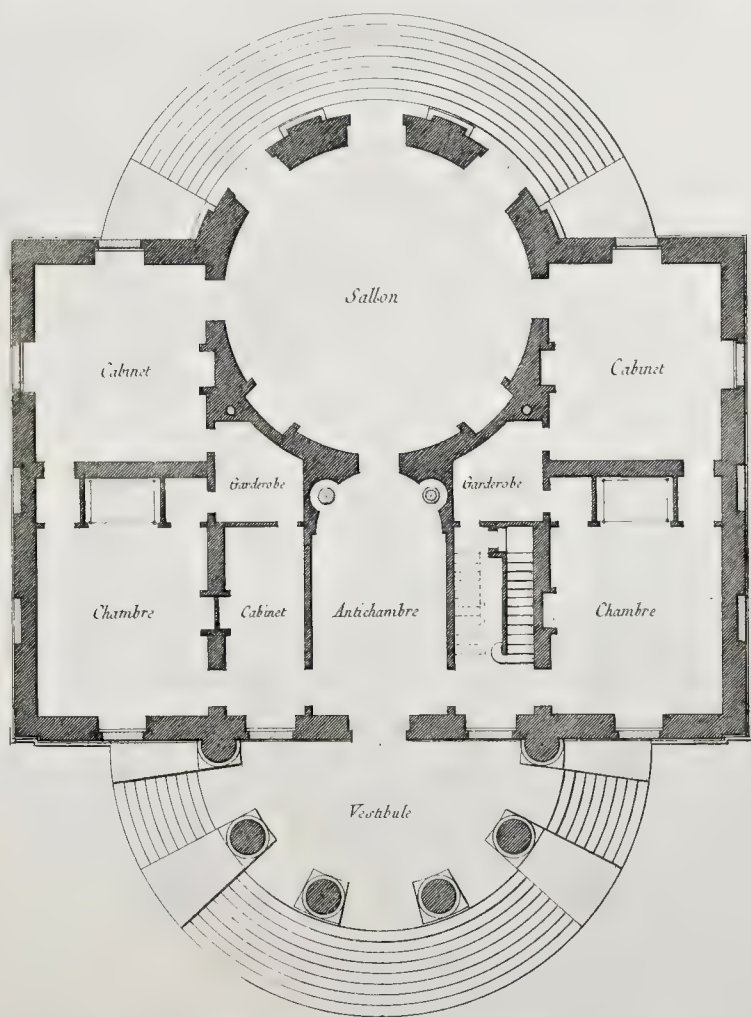 Sallon
Cabinet
Cabinet
Garderobe
Garderobe
Chambre
Cabinet
Antichambre
Chambre
Vestibule